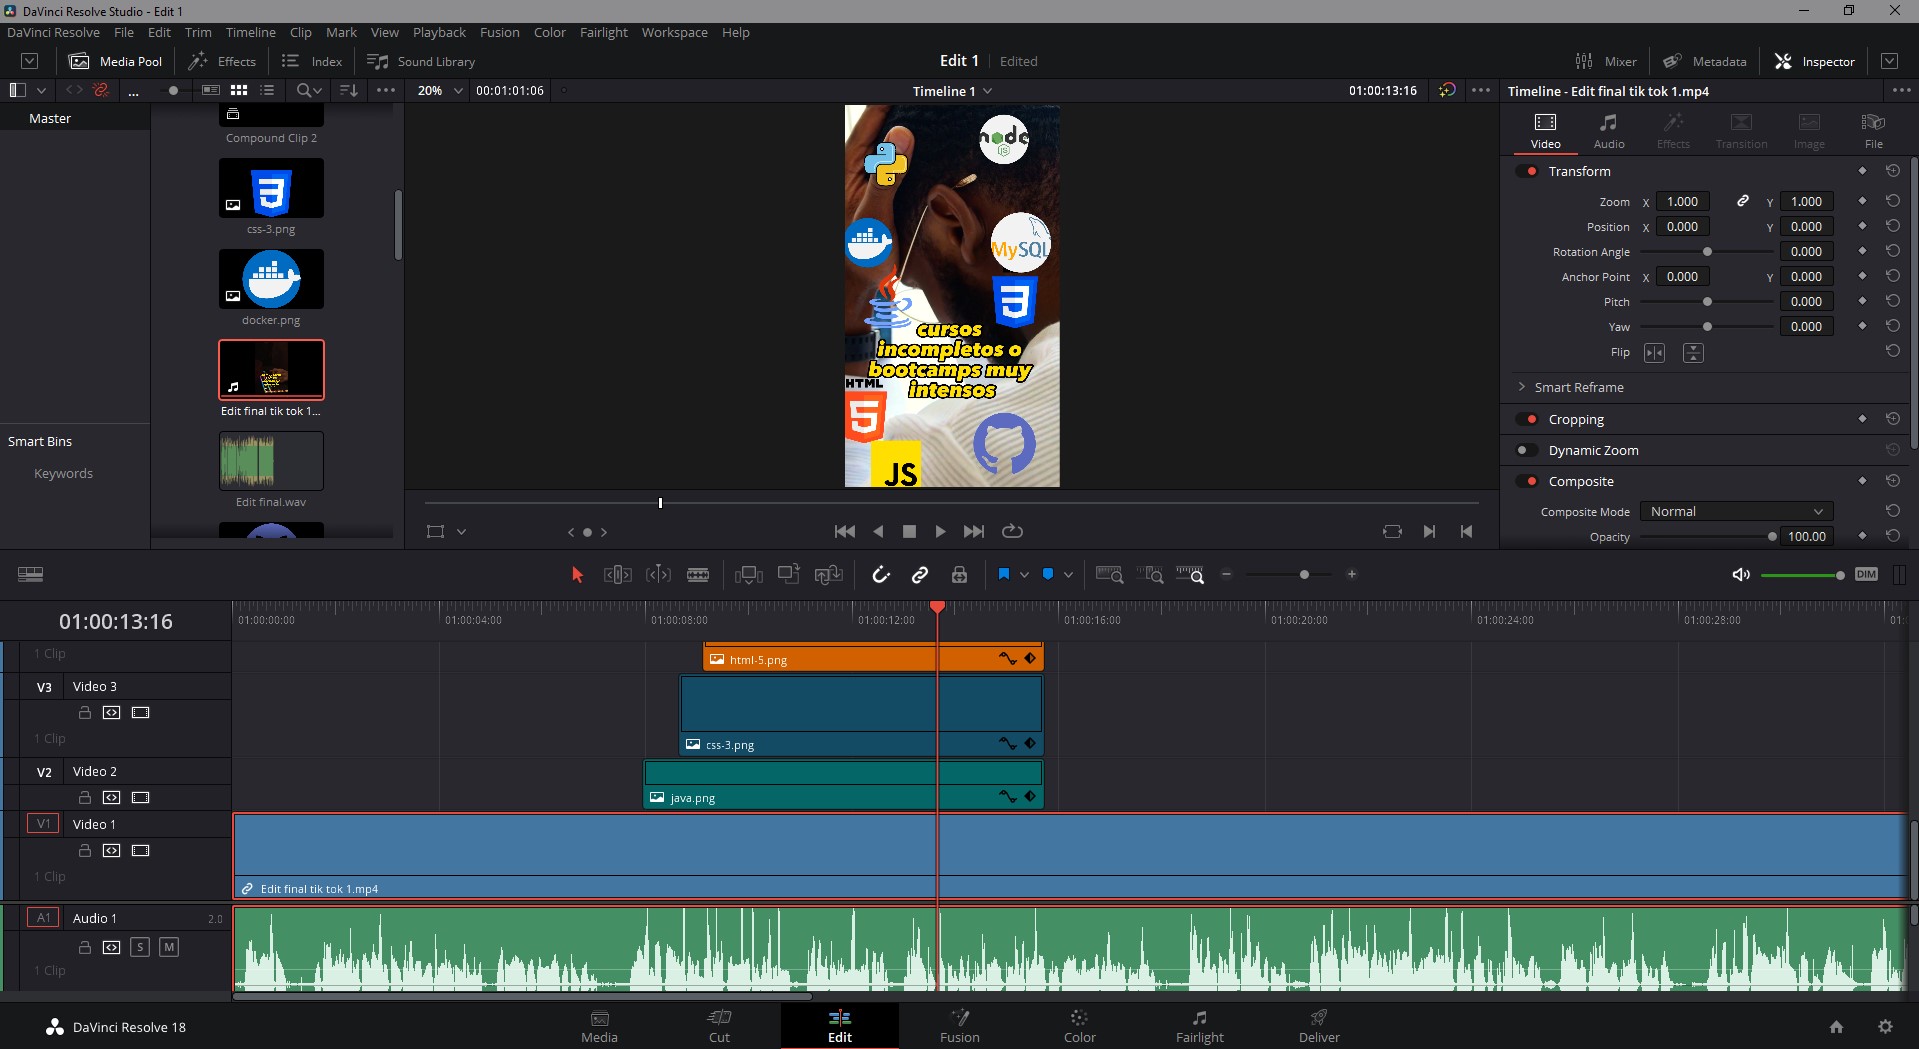 DaVinci Resolve Studio - Edit 1
DaVinci Resolve File Edit Trim Timeline Clip Mark View Playback Fusion Color Fairlight Workspace Help
Media Pool Effects Index Sound Library Edit 1 Edited Mixer Metadata Inspector
20% 00:01:01:06 Timeline 1 01:00:13:16 Timeline - Edit final tik tok 1.mp4
Master
Compound Clip 2
css-3.png
docker.png
Edit final tik tok 1...
Edit final.wav
Smart Bins
Keywords
node
JS
MySQL
cursos
incompletos o
bootcamps muy
intensos
HTML
JS
Video Audio Effects Transition Image File
Transform
Zoom X 1.000 Y 1.000
Position X 0.000 Y 0.000
Rotation Angle 0.000
Anchor Point X 0.000 Y 0.000
Pitch 0.000
Yaw 0.000
Flip
Smart Reframe
Cropping
Dynamic Zoom
Composite
Composite Mode Normal
Opacity 100.00
DIM
01:00:13:16
01:00:00:00 01:00:04:00 01:00:08:00 01:00:12:00 01:00:16:00 01:00:20:00 01:00:24:00 01:00:28:00 01:
1 Clip
html-5.png
V3 Video 3
1 Clip
css-3.png
V2 Video 2
java.png
V1 Video 1
1 Clip
Edit final tik tok 1.mp4
A1 Audio 1 2.0
S M
1 Clip
DaVinci Resolve 18
Media Cut Edit Fusion Color Fairlight Deliver